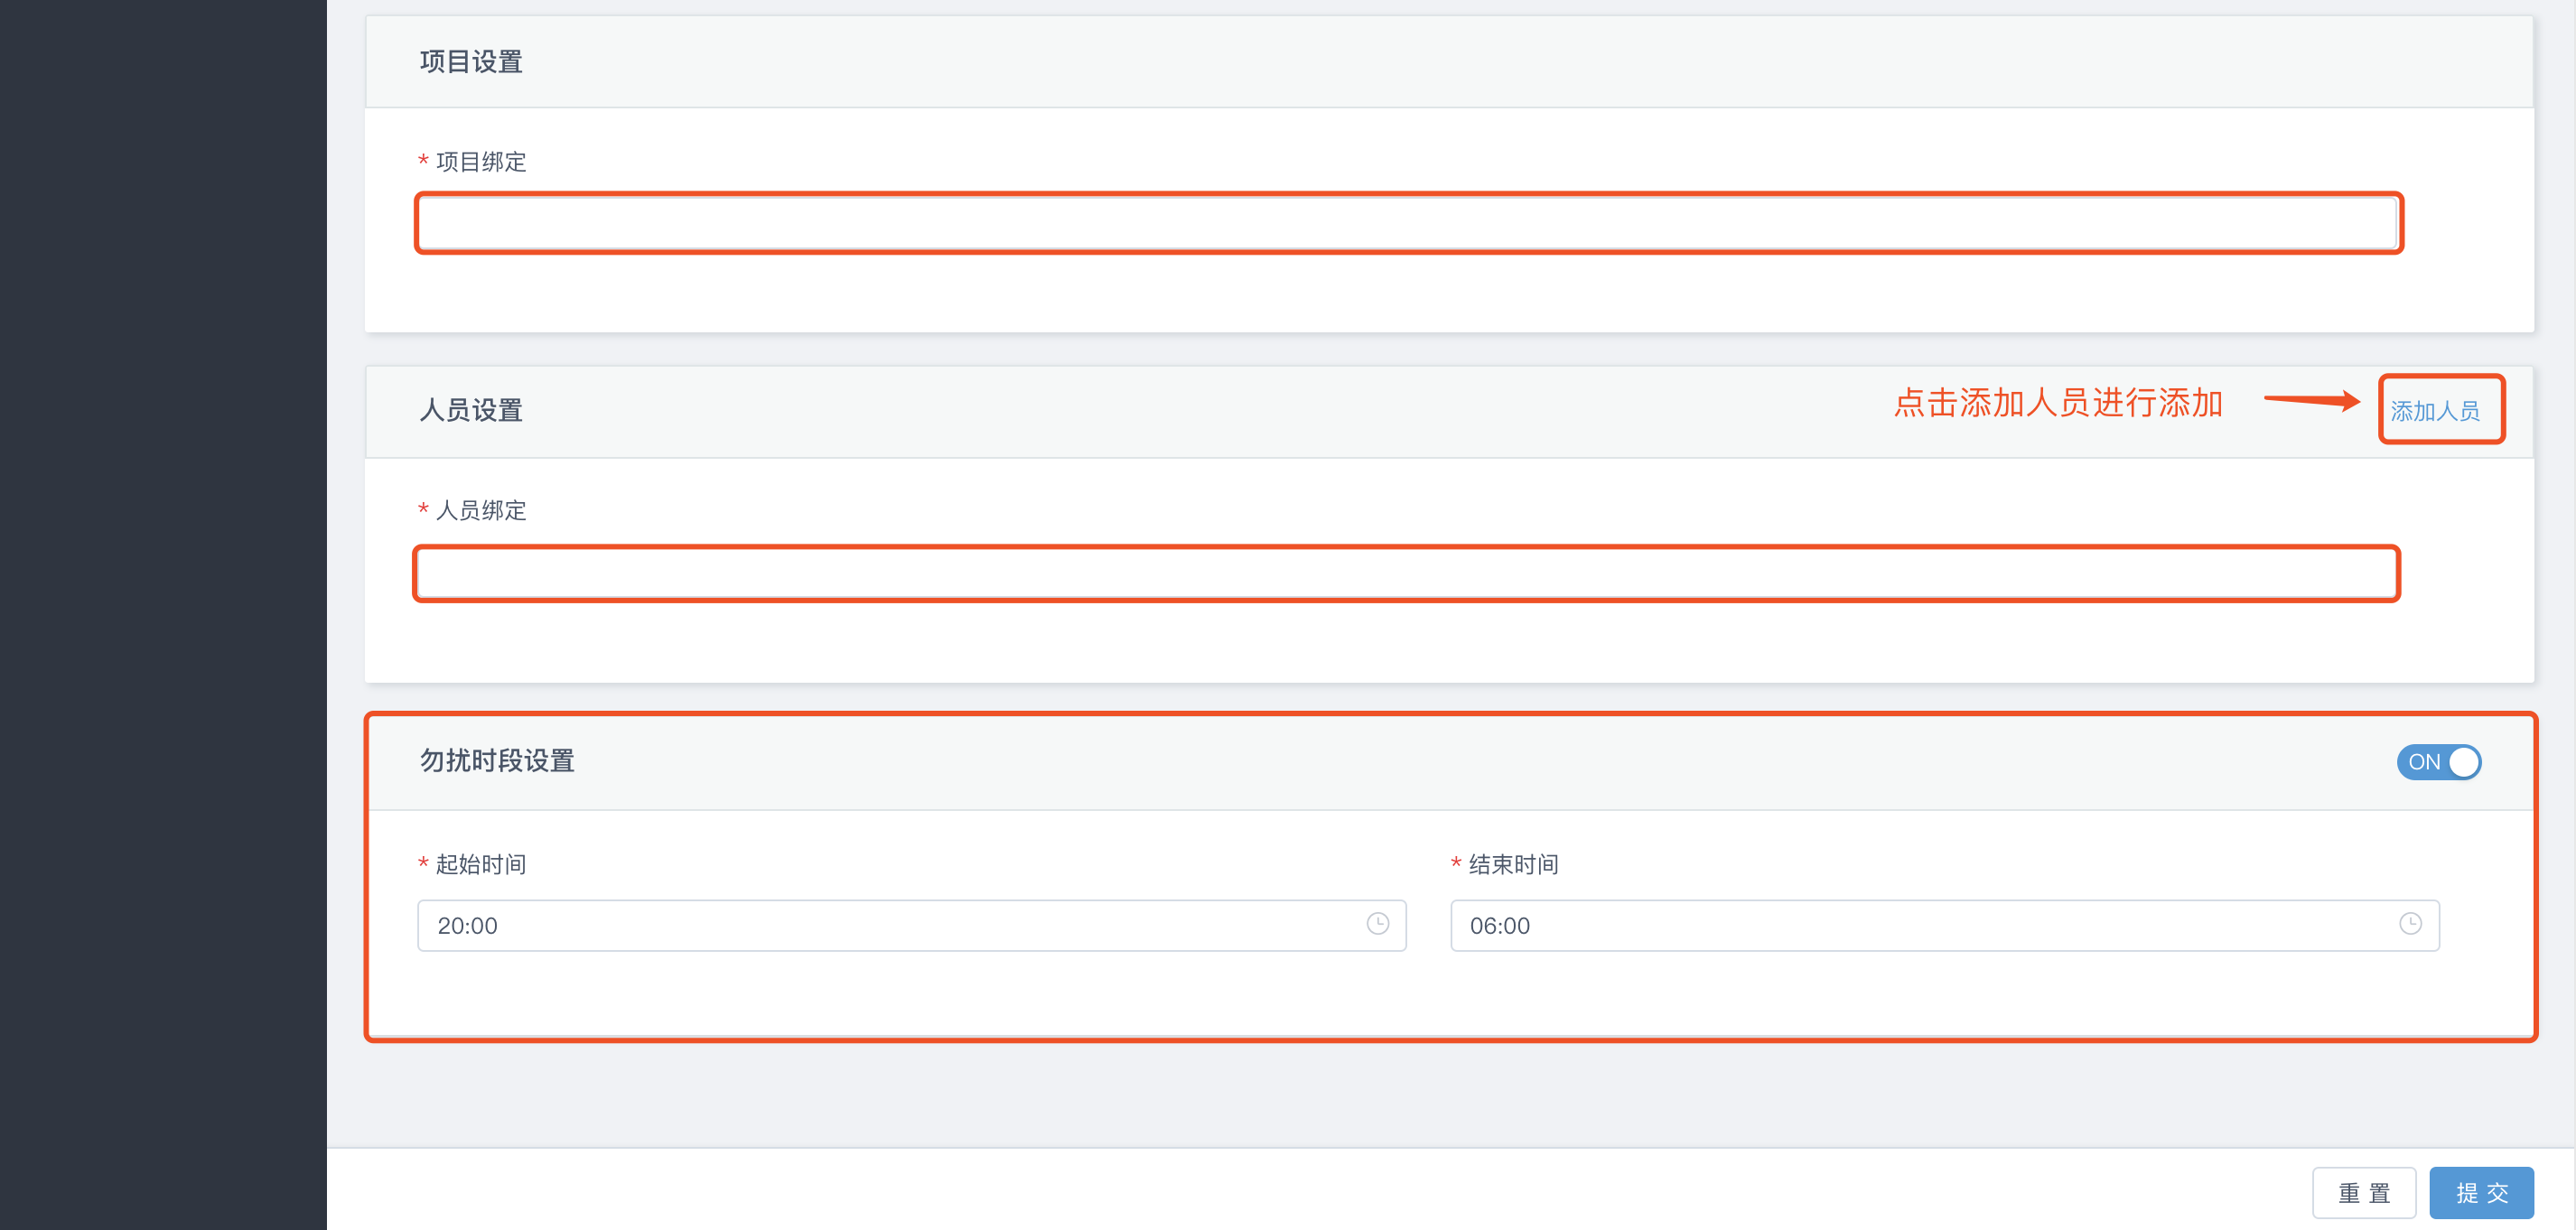 项目设置
* 项目绑定
人员设置
点击添加人员进行添加
添加人员
* 人员绑定
勿扰时段设置
ON
* 起始时间
* 结束时间
20:00
06:00
重 置
提 交